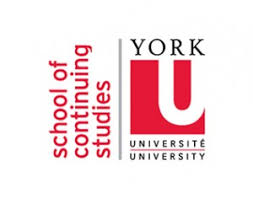 school of
continuing
studies
YORK
U
UNIVERSITÉ
UNIVERSITY